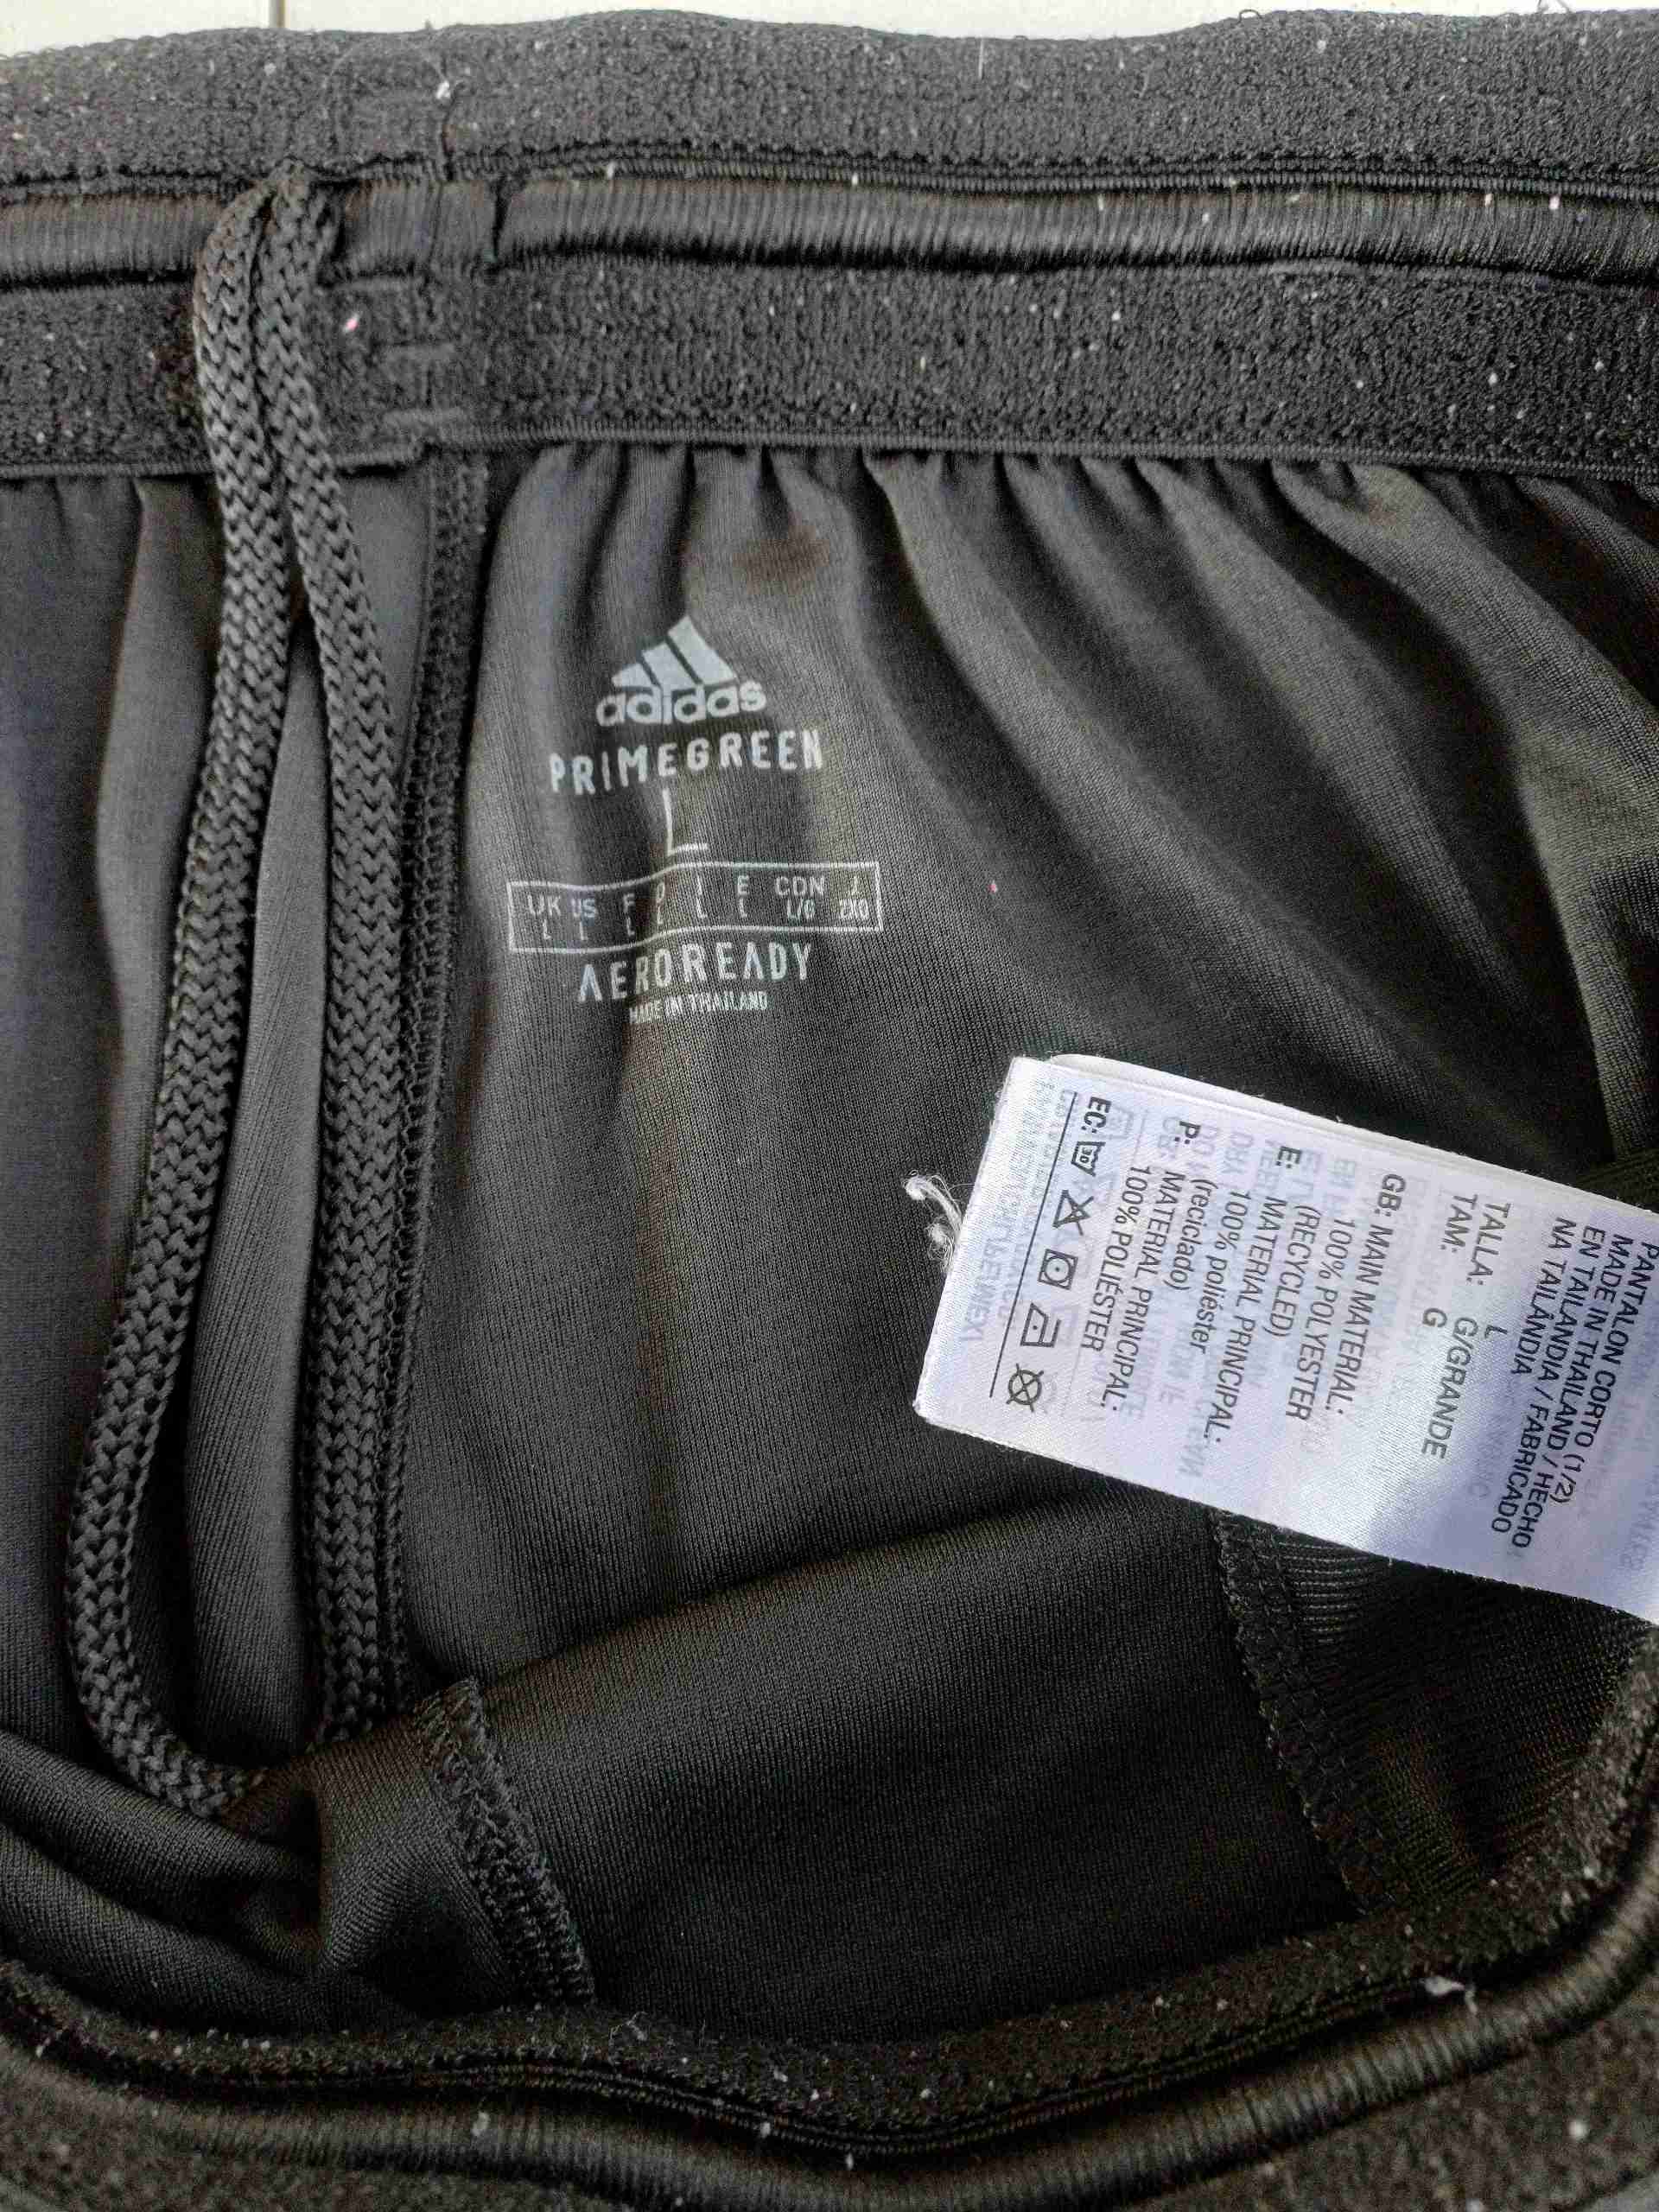 adidas
PRIMEGREEN
L
UK US F D I E CDN J
L L L L L L L/G 2XO
AEROREADY
MADE IN THAILAND
PANTALON CORTO (1/2)
MADE IN THAILAND / HECHO
EN TAILANDIA / FABRICADO
NA TAILÂNDIA
TALLA: L G/GRANDE
TAM: G
GB: MAIN MATERIAL:
100% POLYESTER
(RECYCLED)
E: MATERIAL PRINCIPAL:
100% poliéster
(reciclado)
P: MATERIAL PRINCIPAL:
100% POLIÉSTER
EC: 30